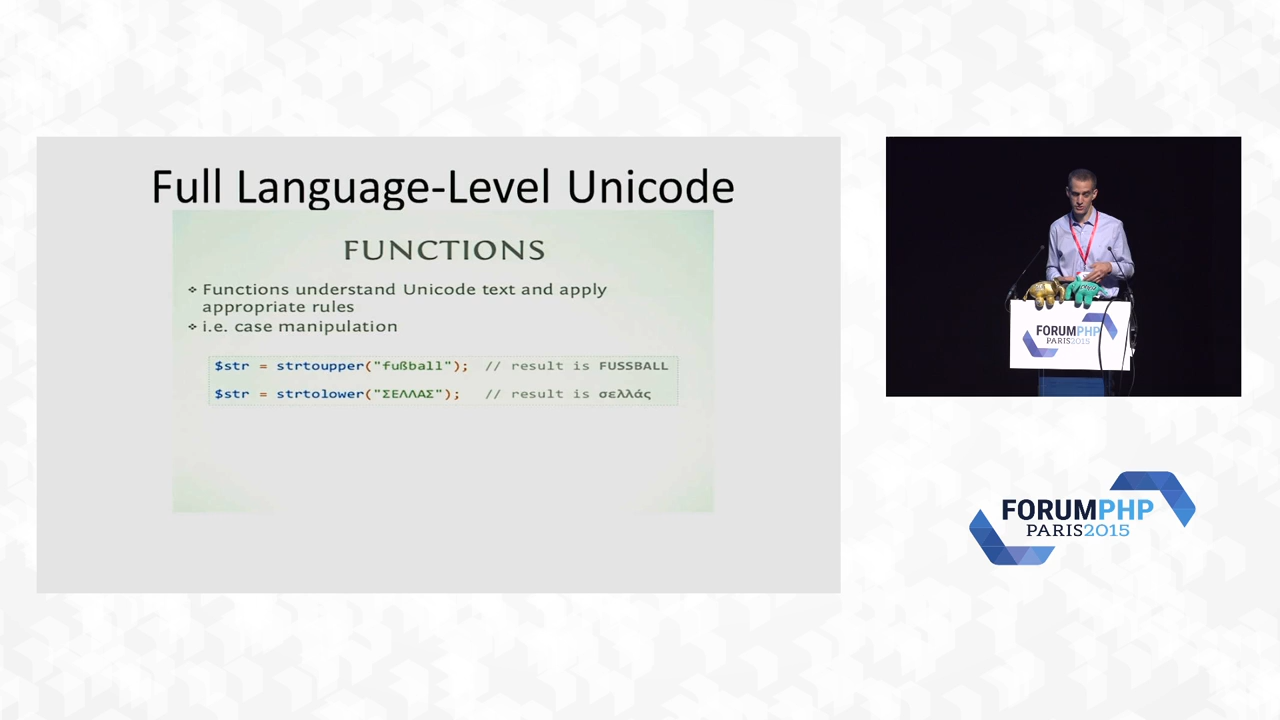 Full Language-Level Unicode
FUNCTIONS
❖ Functions understand Unicode text and apply
appropriate rules
❖ i.e. case manipulation
$str = strtoupper("fußball");  // result is FUSSBALL
$str = strtolower("ΣΕΛΛΑΣ");  // result is σελλάς
FORUMPHP
PARIS2015
FORUMPHP
PARIS2015